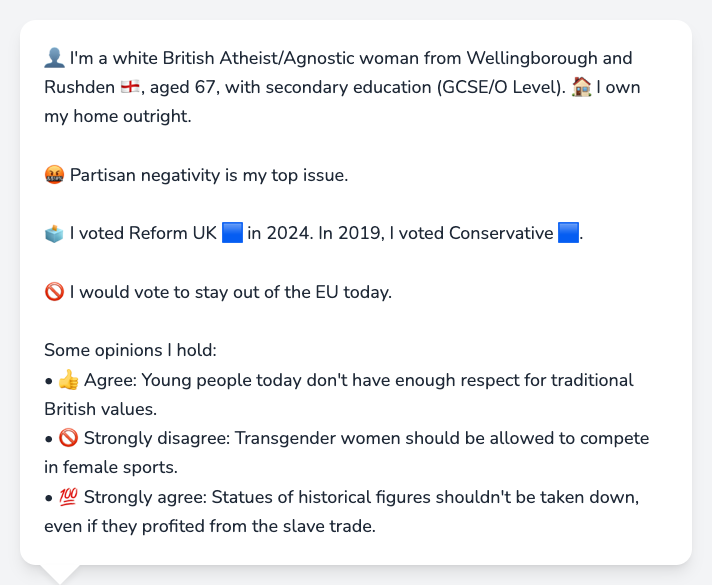 👤 I'm a white British Atheist/Agnostic woman from Wellingborough and
Rushden 🏴󠁧󠁢󠁥󠁮󠁧󠁿, aged 67, with secondary education (GCSE/O Level). 🏠 I own
my home outright.
🤬 Partisan negativity is my top issue.
🗳️ I voted Reform UK 🟦 in 2024. In 2019, I voted Conservative 🟦.
🚫 I would vote to stay out of the EU today.
Some opinions I hold:
• 👍 Agree: Young people today don't have enough respect for traditional
British values.
• 🚫 Strongly disagree: Transgender women should be allowed to compete
in female sports.
• 💯 Strongly agree: Statues of historical figures shouldn't be taken down,
even if they profited from the slave trade.